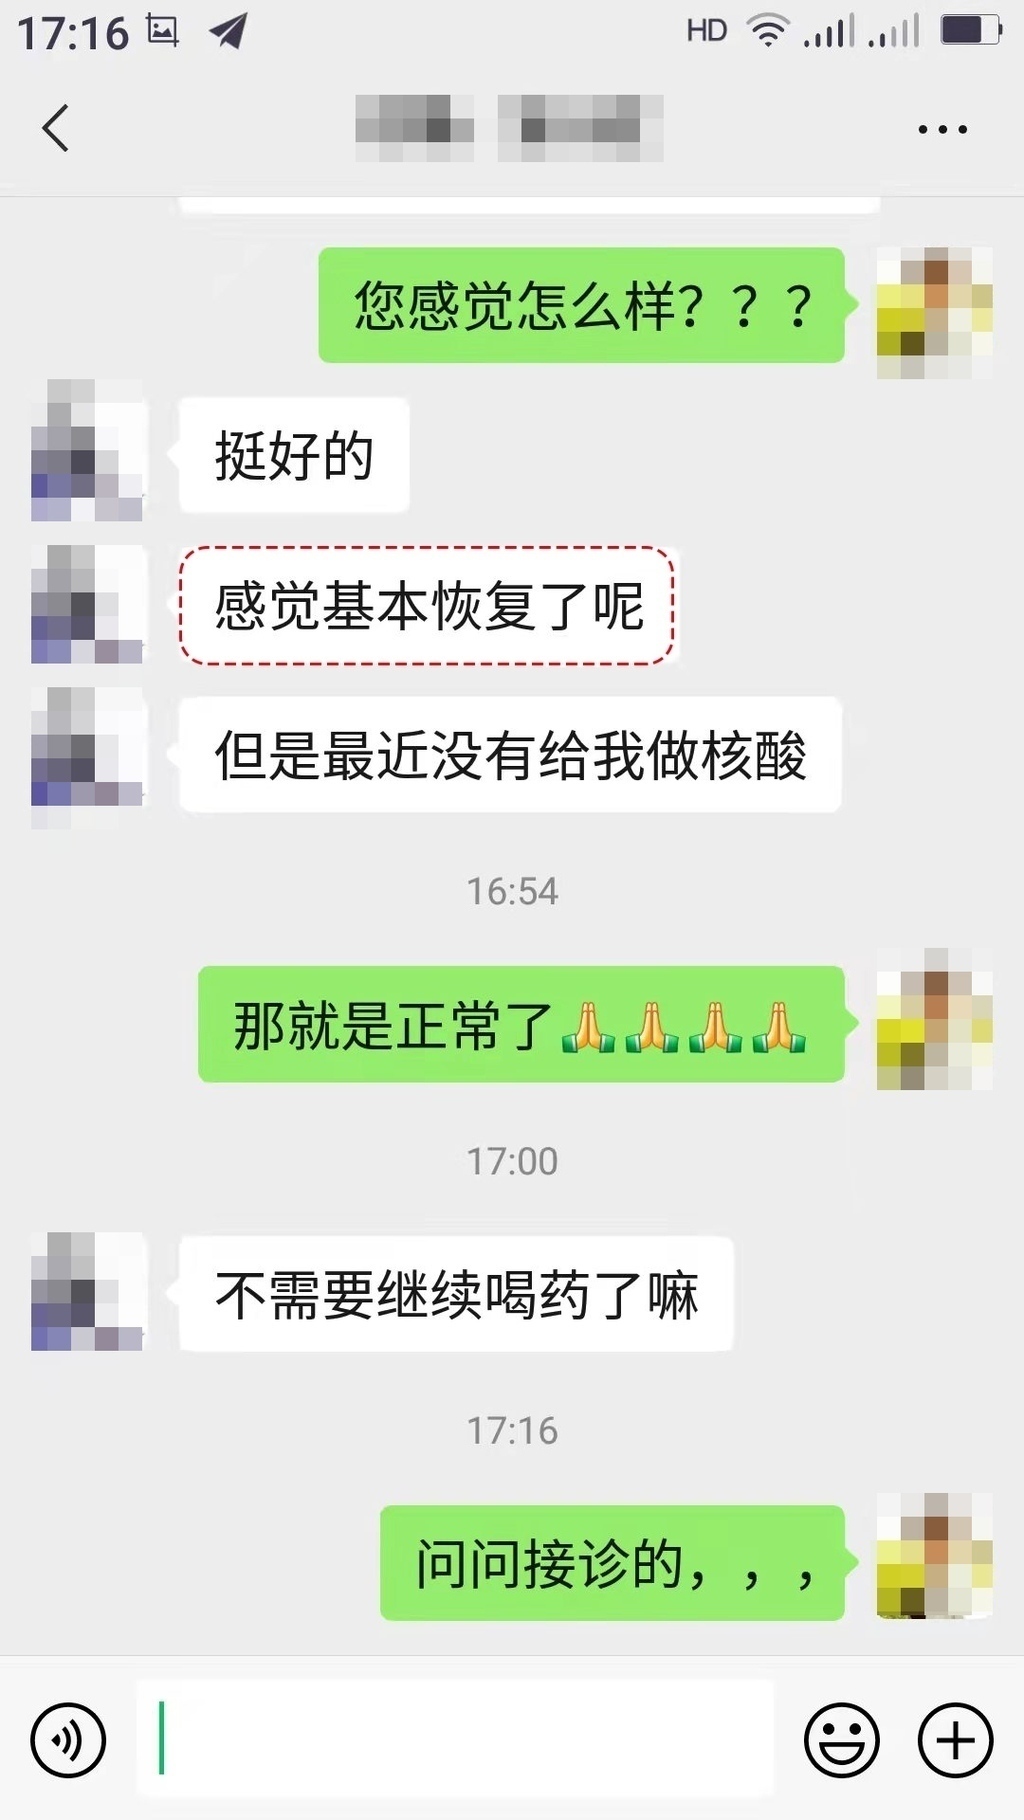 17:16
HD
您感觉怎么样？？？
挺好的
感觉基本恢复了呢
但是最近没有给我做核酸
16:54
那就是正常了🙏🙏🙏🙏
17:00
不需要继续喝药了嘛
17:16
问问接诊的，，，